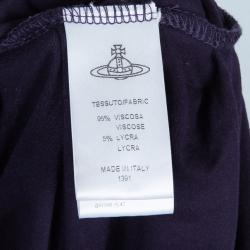 TESSUTO/FABRIC
95% VISCOSA
VISCOSE
5% LYCRA
LYCRA
MADE IN ITALY
1391